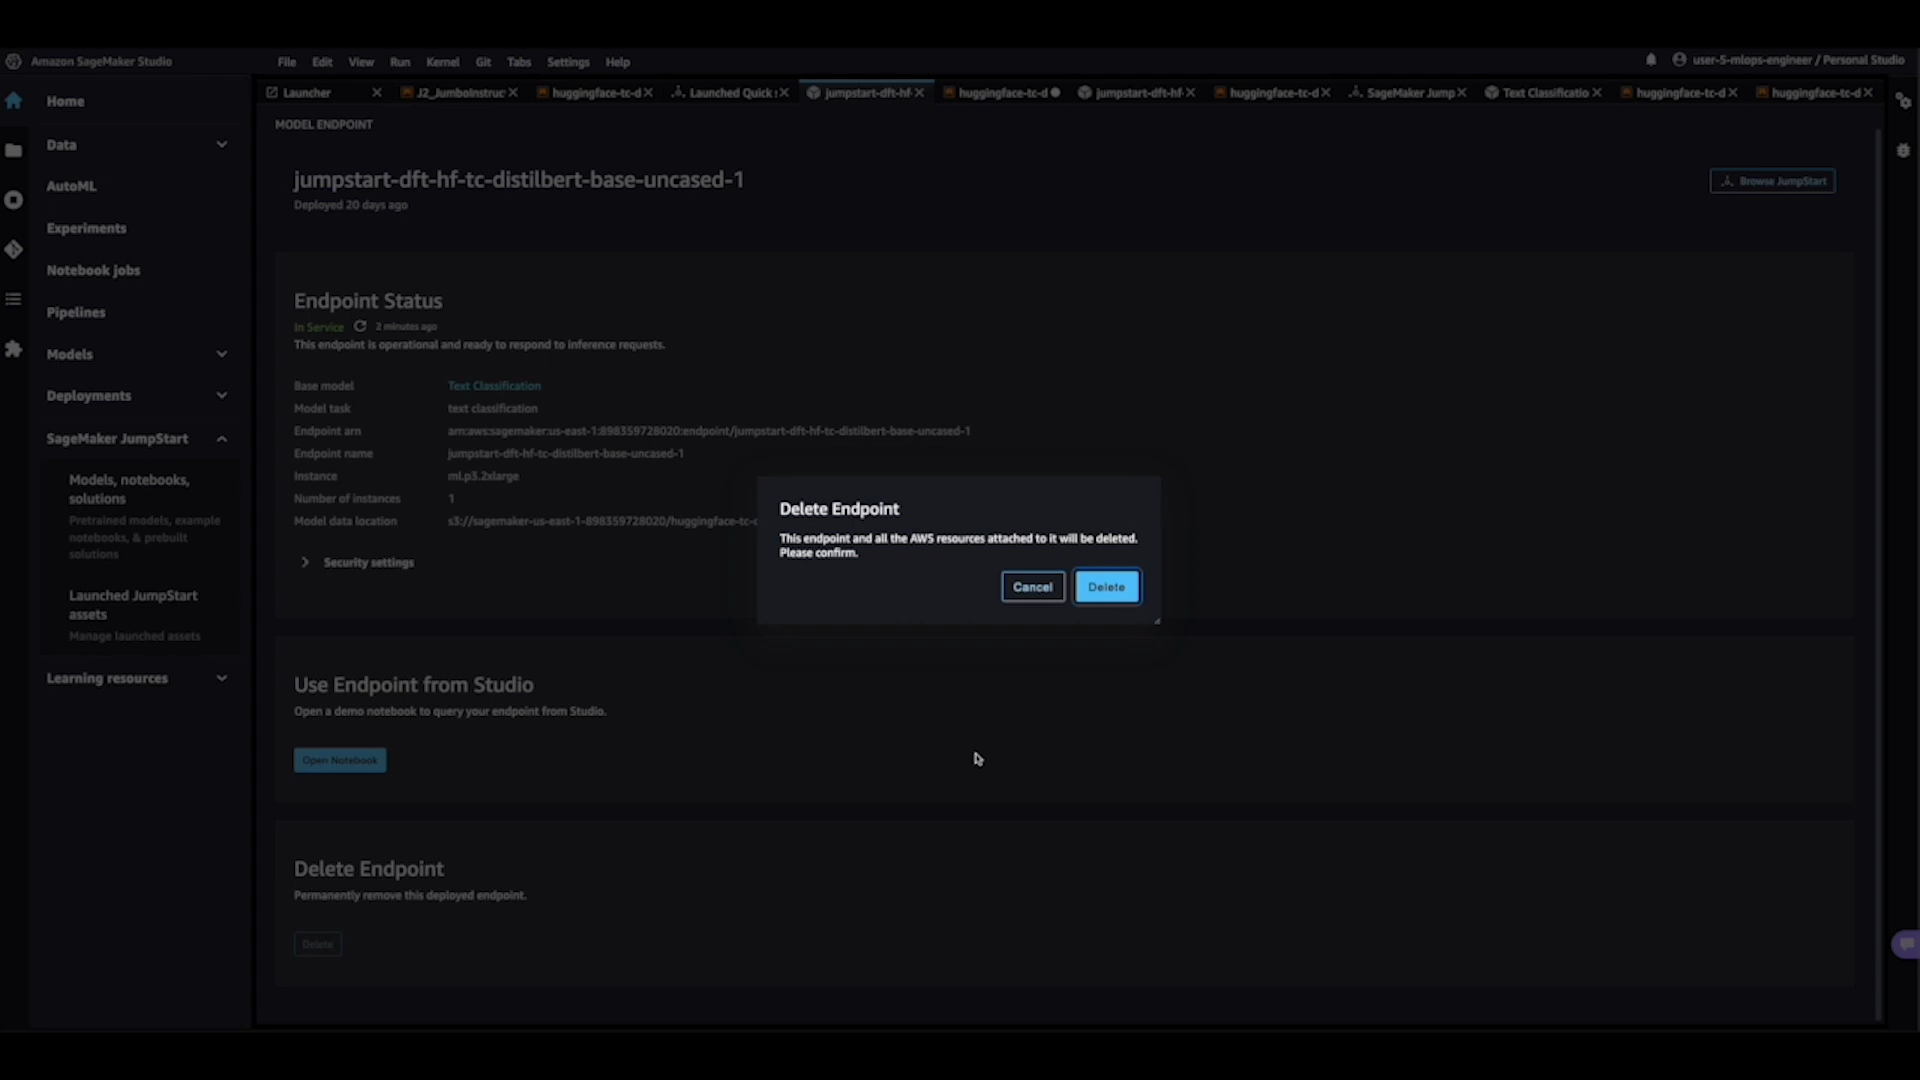 Amazon SageMaker Studio
File Edit View Run Kernel Git Tabs Settings Help
user-5-mlops-engineer / Personal Studio
Launcher
J2_JumboInstruc
huggingface-tc-d
Launched Quick
jumpstart-dft-hf-
huggingface-tc-d
jumpstart-dft-hf-
huggingface-tc-d
SageMaker Jump
Text Classificatio
huggingface-tc-d
huggingface-tc-d
Home
Data
AutoML
Experiments
Notebook jobs
Pipelines
Models
Deployments
SageMaker JumpStart
Models, notebooks,
solutions
Pretrained models, example
notebooks, & prebuilt
solutions
Launched JumpStart
assets
Manage launched assets
Learning resources
MODEL ENDPOINT
jumpstart-dft-hf-tc-distilbert-base-uncased-1
Deployed 20 days ago
Browse JumpStart
Endpoint Status
In Service 2 minutes ago
This endpoint is operational and ready to respond to inference requests.
Base model Text Classification
Model task text classification
Endpoint arn arn:aws:sagemaker:us-east-1:898359728020:endpoint/jumpstart-dft-hf-tc-distilbert-base-uncased-1
Endpoint name jumpstart-dft-hf-tc-distilbert-base-uncased-1
Instance ml.p3.2xlarge
Number of instances 1
Model data location s3://sagemaker-us-east-1-898359728020/huggingface-tc-
Security settings
Delete Endpoint
This endpoint and all the AWS resources attached to it will be deleted.
Please confirm.
Cancel Delete
Use Endpoint from Studio
Open a demo notebook to query your endpoint from Studio.
Open Notebook
Delete Endpoint
Permanently remove this deployed endpoint.
Delete